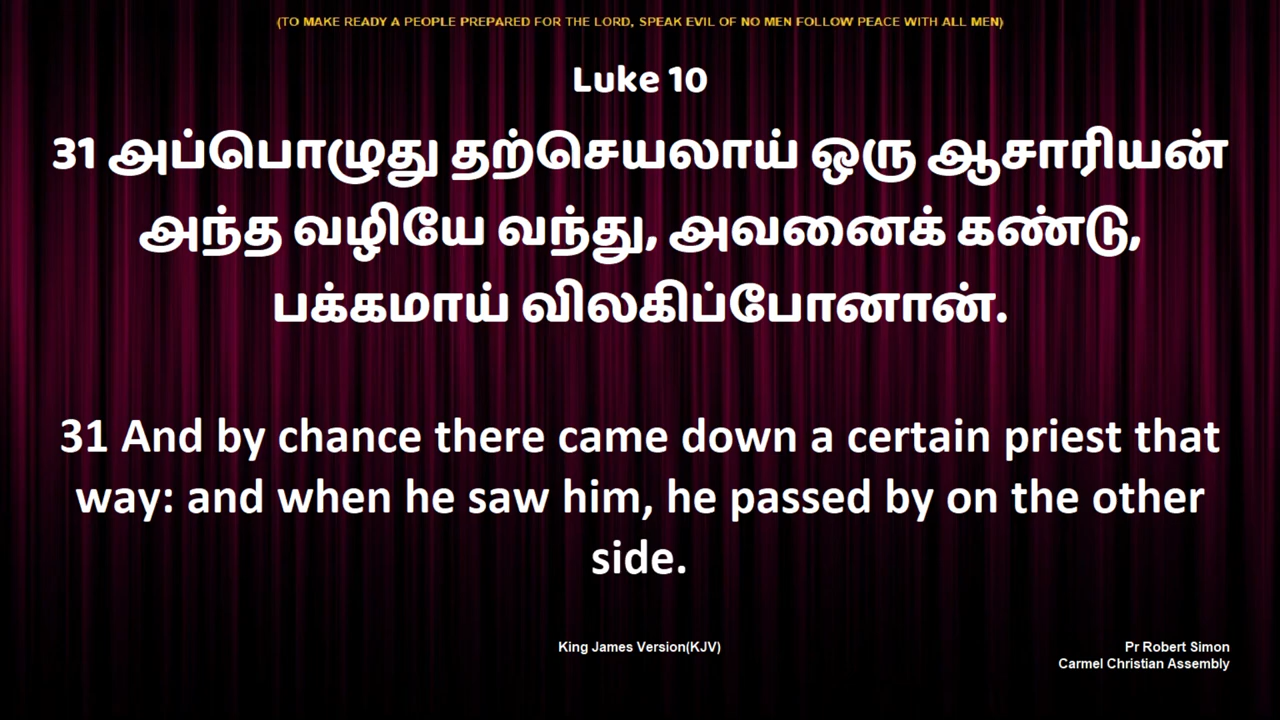 (TO MAKE READY A PEOPLE PREPARED FOR THE LORD, SPEAK EVIL OF NO MEN FOLLOW PEACE WITH ALL MEN)
Luke 10
31 அப்பொழுது தற்செயலாய் ஒரு ஆசாரியன்
அந்த வழியே வந்து, அவனைக் கண்டு,
பக்கமாய் விலகிப்போனான்.
31 And by chance there came down a certain priest that
way: and when he saw him, he passed by on the other
side.
King James Version(KJV)
Pr Robert Simon
Carmel Christian Assembly